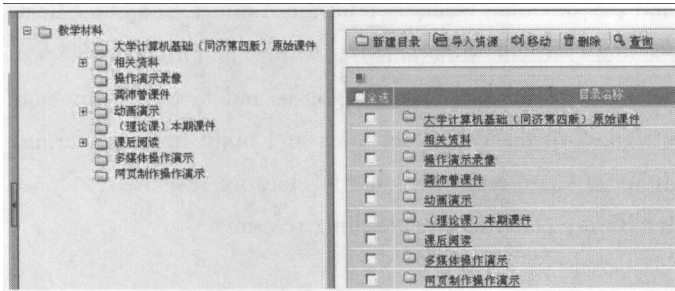 教学材料
大学计算机基础（同济第四版）原始课件
相关资料
操作演示录像
龚沛曾课件
动画演示
（理论课）本期课件
课后阅读
多媒体操作演示
网页制作操作演示
新建目录 导入资源 移动 删除 查询
全选 目录名称
大学计算机基础（同济第四版）原始课件
相关资料
操作演示录像
龚沛曾课件
动画演示
（理论课）本期课件
课后阅读
多媒体操作演示
网页制作操作演示